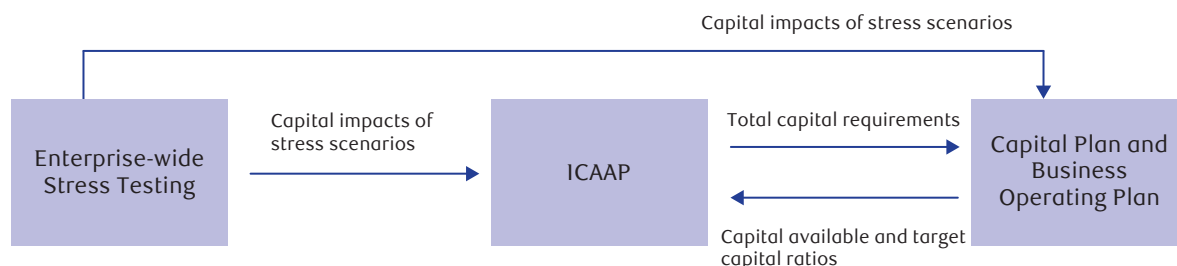 Capital impacts of stress scenarios
Enterprise-wide
Stress Testing
Capital impacts of
stress scenarios
ICAAP
Total capital requirements
Capital available and target
capital ratios
Capital Plan and
Business
Operating Plan